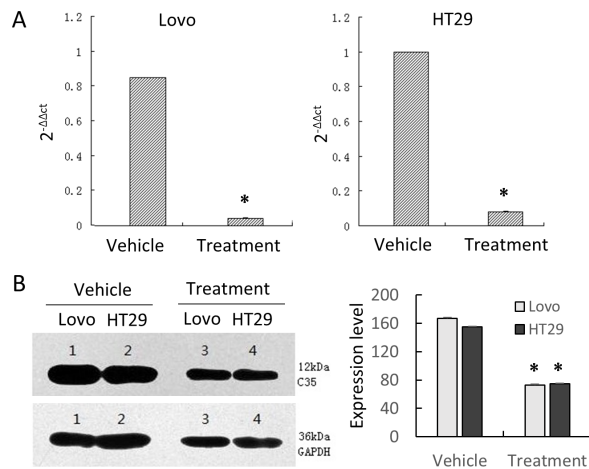 A
Lovo
1.2
1
0.8
0.6
0.4
0.2
0
2-ΔΔct
*
Vehicle Treatment
HT29
1.2
1
0.8
0.6
0.4
0.2
0
2-ΔΔct
*
Vehicle Treatment
B
Vehicle Treatment
Lovo HT29 Lovo HT29
1 2 3 4
12kDa
C35
1 2 3 4
36kDa
GAPDH
200
160
120
80
40
0
Expression level
Lovo
HT29
* *
Vehicle Treatment